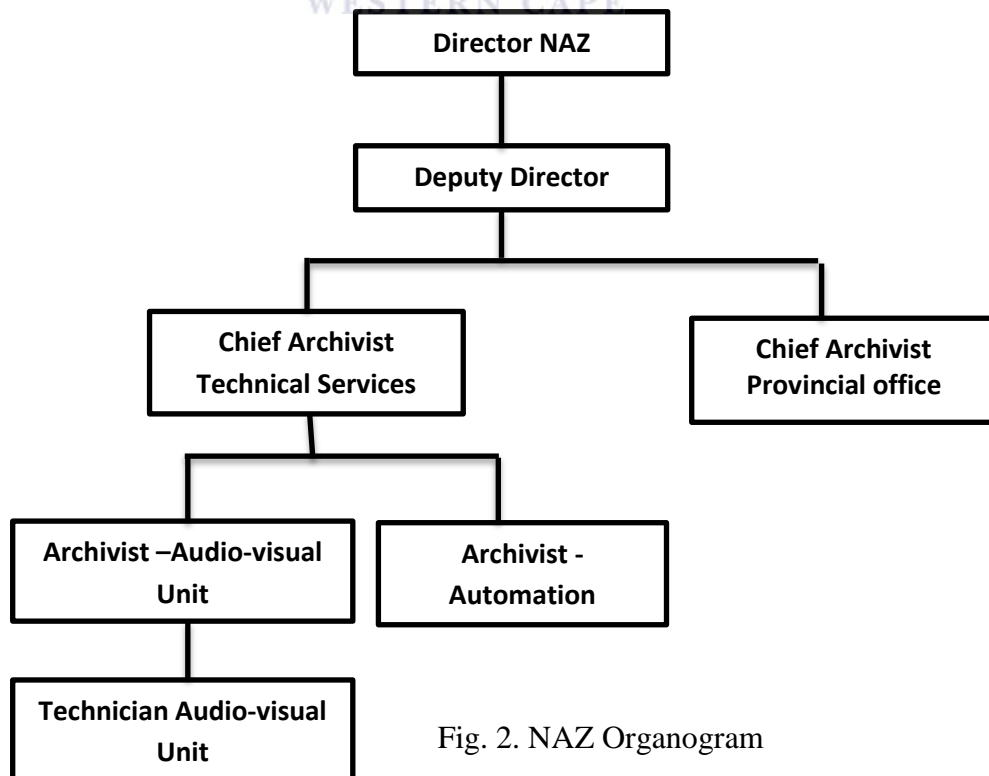 WESTERN CAPE
Director NAZ
Deputy Director
Chief Archivist
Technical Services
Chief Archivist
Provincial office
Archivist –Audio-visual
Unit
Archivist -
Automation
Technician Audio-visual
Unit
Fig. 2. NAZ Organogram